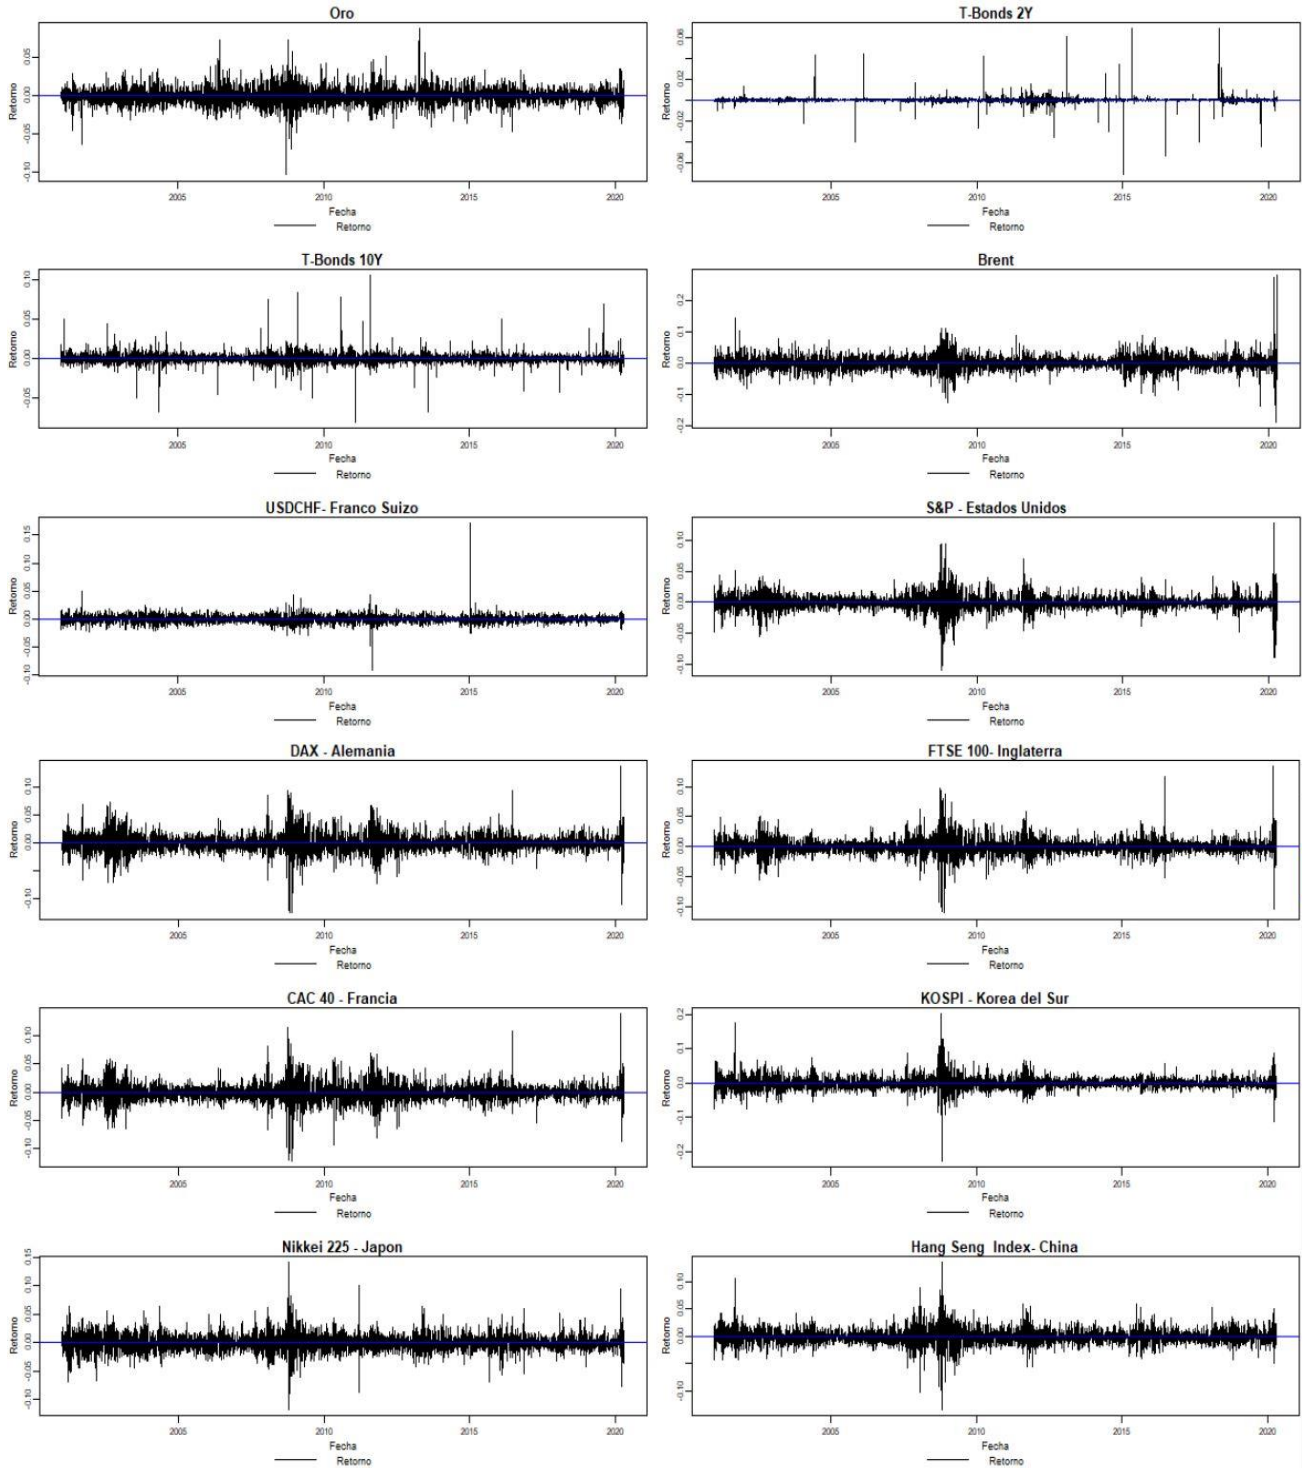 Oro
Retorno
0.05
0.00
-0.05
-0.10
2005 2010 2015 2020
Fecha
Retorno
T-Bonds 2Y
Retorno
0.06
0.02
-0.02
-0.06
2005 2010 2015 2020
Fecha
Retorno
T-Bonds 10Y
Retorno
0.10
0.05
0.00
-0.05
2005 2010 2015 2020
Fecha
Retorno
Brent
Retorno
0.2
0.1
0.0
-0.1
-0.2
2005 2010 2015 2020
Fecha
Retorno
USDCHF- Franco Suizo
Retorno
0.15
0.10
0.05
0.00
-0.05
-0.10
2005 2010 2015 2020
Fecha
Retorno
S&P - Estados Unidos
Retorno
0.10
0.05
0.00
-0.05
-0.10
2005 2010 2015 2020
Fecha
Retorno
DAX - Alemania
Retorno
0.10
0.05
0.00
-0.10
2005 2010 2015 2020
Fecha
Retorno
FTSE 100- Inglaterra
Retorno
0.10
0.05
0.00
-0.05
-0.10
2005 2010 2015 2020
Fecha
Retorno
CAC 40 - Francia
Retorno
0.10
0.05
0.00
-0.05
-0.10
2005 2010 2015 2020
Fecha
Retorno
KOSPI - Korea del Sur
Retorno
0.2
0.1
0.0
-0.1
-0.2
2005 2010 2015 2020
Fecha
Retorno
Nikkei 225 - Japon
Retorno
0.15
0.10
0.05
0.00
-0.05
-0.10
2005 2010 2015 2020
Fecha
Retorno
Hang Seng Index- China
Retorno
0.10
0.05
0.00
-0.10
2005 2010 2015 2020
Fecha
Retorno